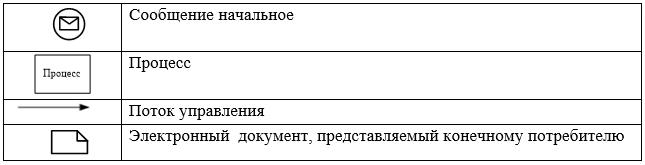 Сообщение начальное
Процесс
Процесс
Поток управления
Электронный документ, представляемый конечному потребителю